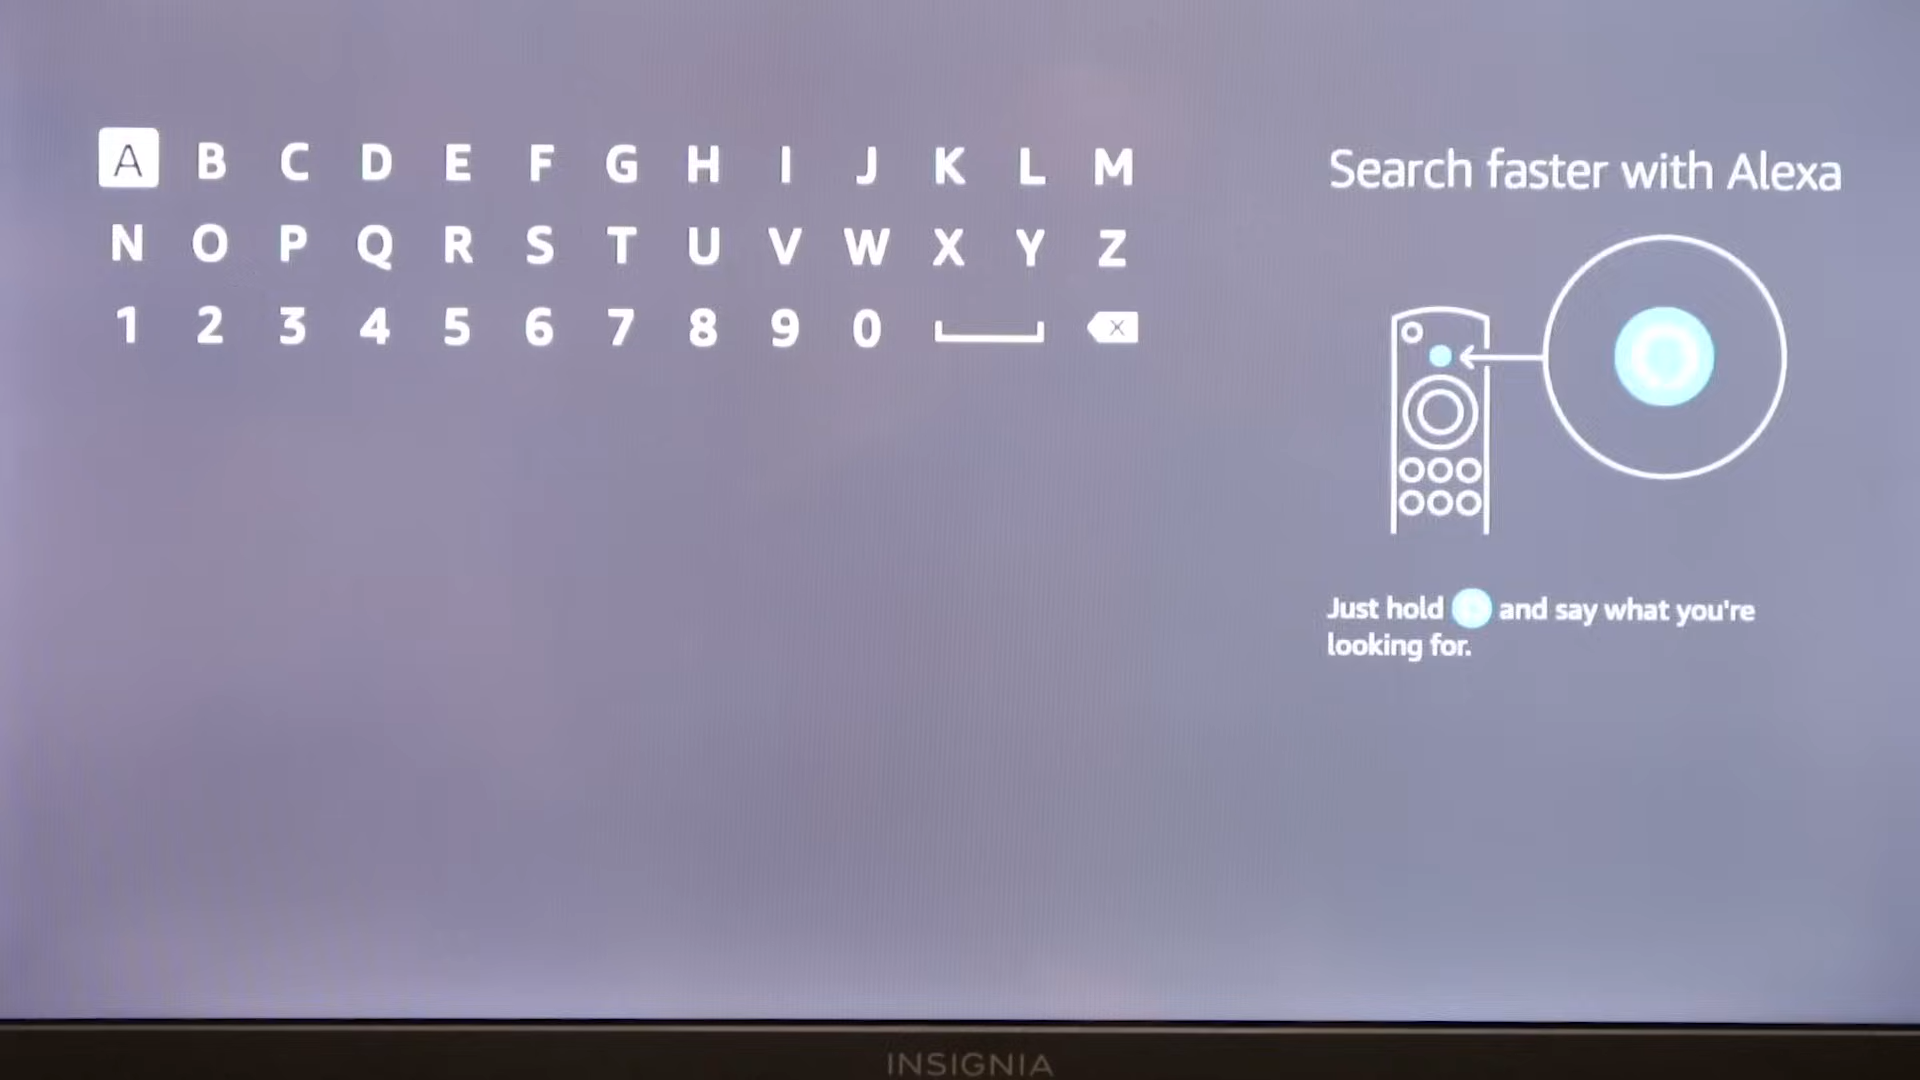 A B C D E F G H I J K L M
N O P Q R S T U V W X Y Z
1 2 3 4 5 6 7 8 9 0
Search faster with Alexa
Just hold and say what you're
looking for.
INSIGNIA